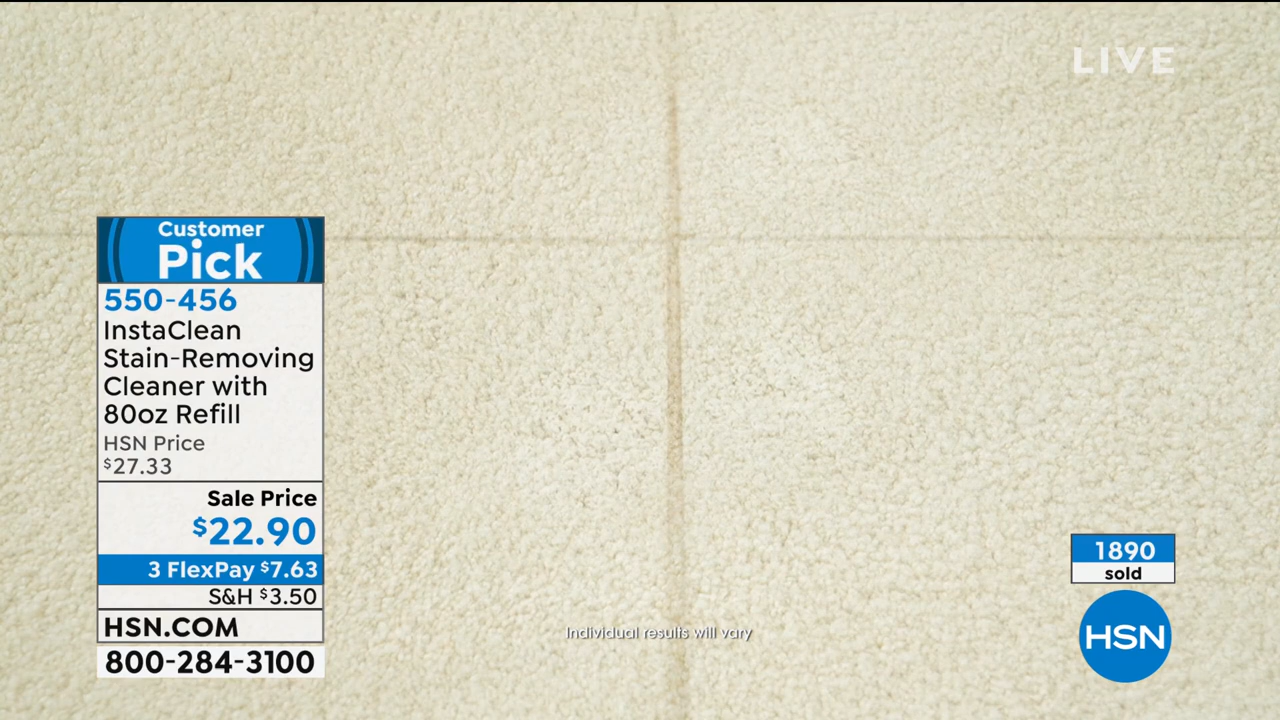 LIVE
Customer
Pick
550-456
InstaClean
Stain-Removing
Cleaner with
80oz Refill
HSN Price
$27.33
Sale Price
$22.90
3 FlexPay $7.63
S&H $3.50
HSN.COM
800-284-3100
1890
sold
HSN
Individual results will vary